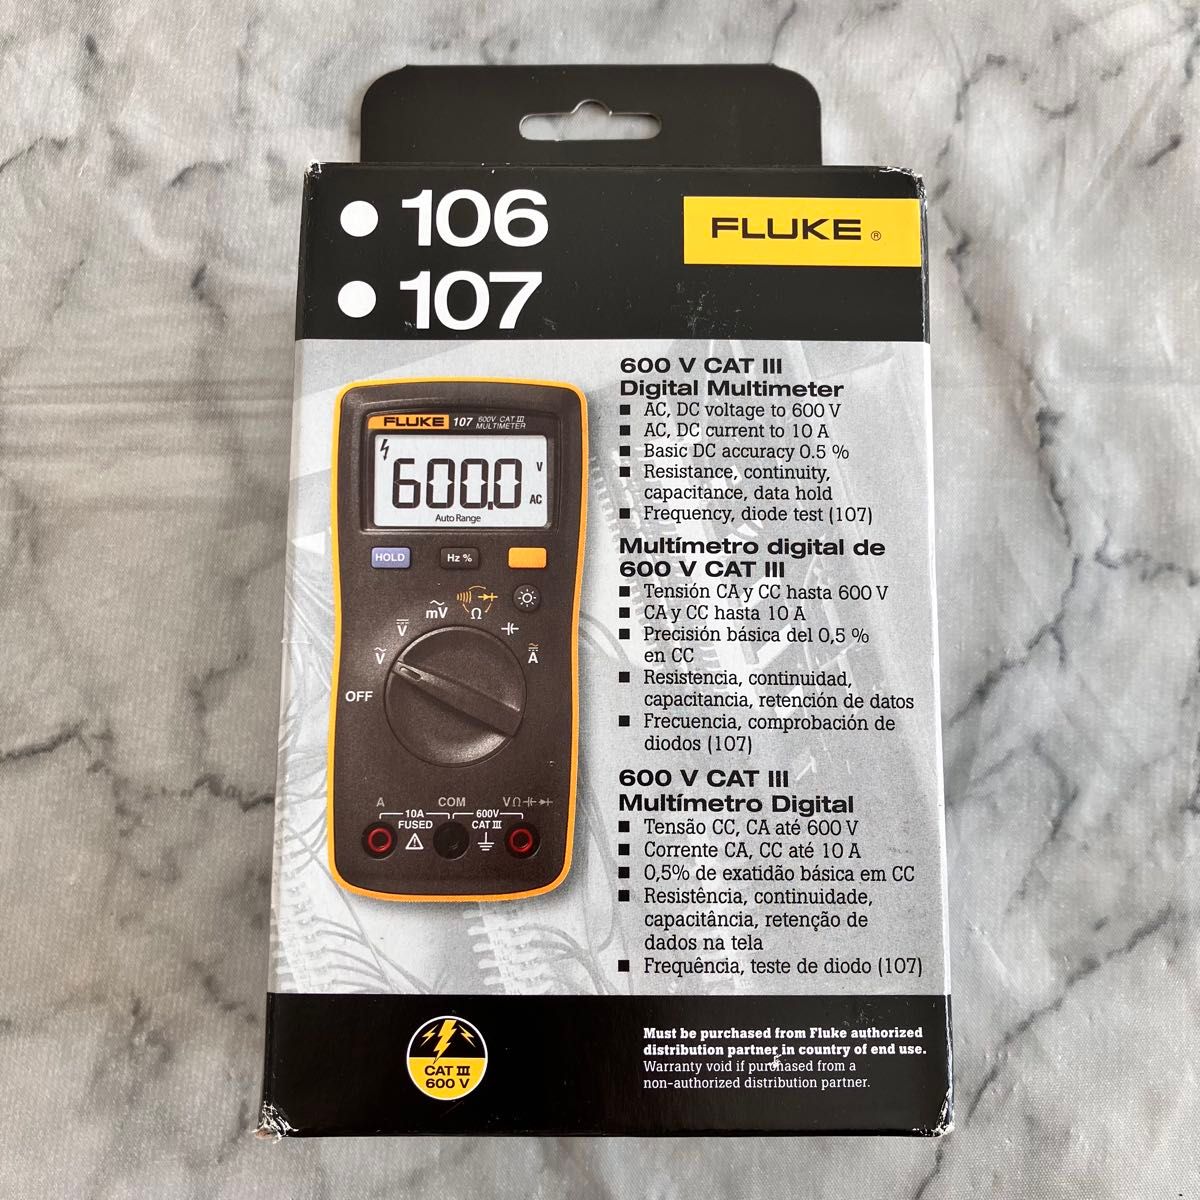 106
107
FLUKE ®
600 V CAT III
Digital Multimeter
■ AC, DC voltage to 600 V
■ AC, DC current to 10 A
■ Basic DC accuracy 0.5 %
■ Resistance, continuity,
capacitance, data hold
■ Frequency, diode test (107)
Multímetro digital de
600 V CAT III
■ Tensión CA y CC hasta 600 V
■ CA y CC hasta 10 A
■ Precisión básica del 0,5 %
en CC
■ Resistencia, continuidad,
capacitancia, retención de datos
■ Frecuencia, comprobación de
diodos (107)
600 V CAT III
Multímetro Digital
■ Tensão CC, CA até 600 V
■ Corrente CA, CC até 10 A
■ 0,5% de exatidão básica em CC
■ Resistência, continuidade,
capacitância, retenção de
dados na tela
■ Frequência, teste de diodo (107)
FLUKE 107 600V CAT III
MULTIMETER
600.0 V
AC
Auto Range
HOLD Hz %
mV Ω
V
V A
OFF
A COM VΩ
10A 600V
FUSED CAT III
CAT III
600 V
Must be purchased from Fluke authorized
distribution partner in country of end use.
Warranty void if purchased from a
non-authorized distribution partner.